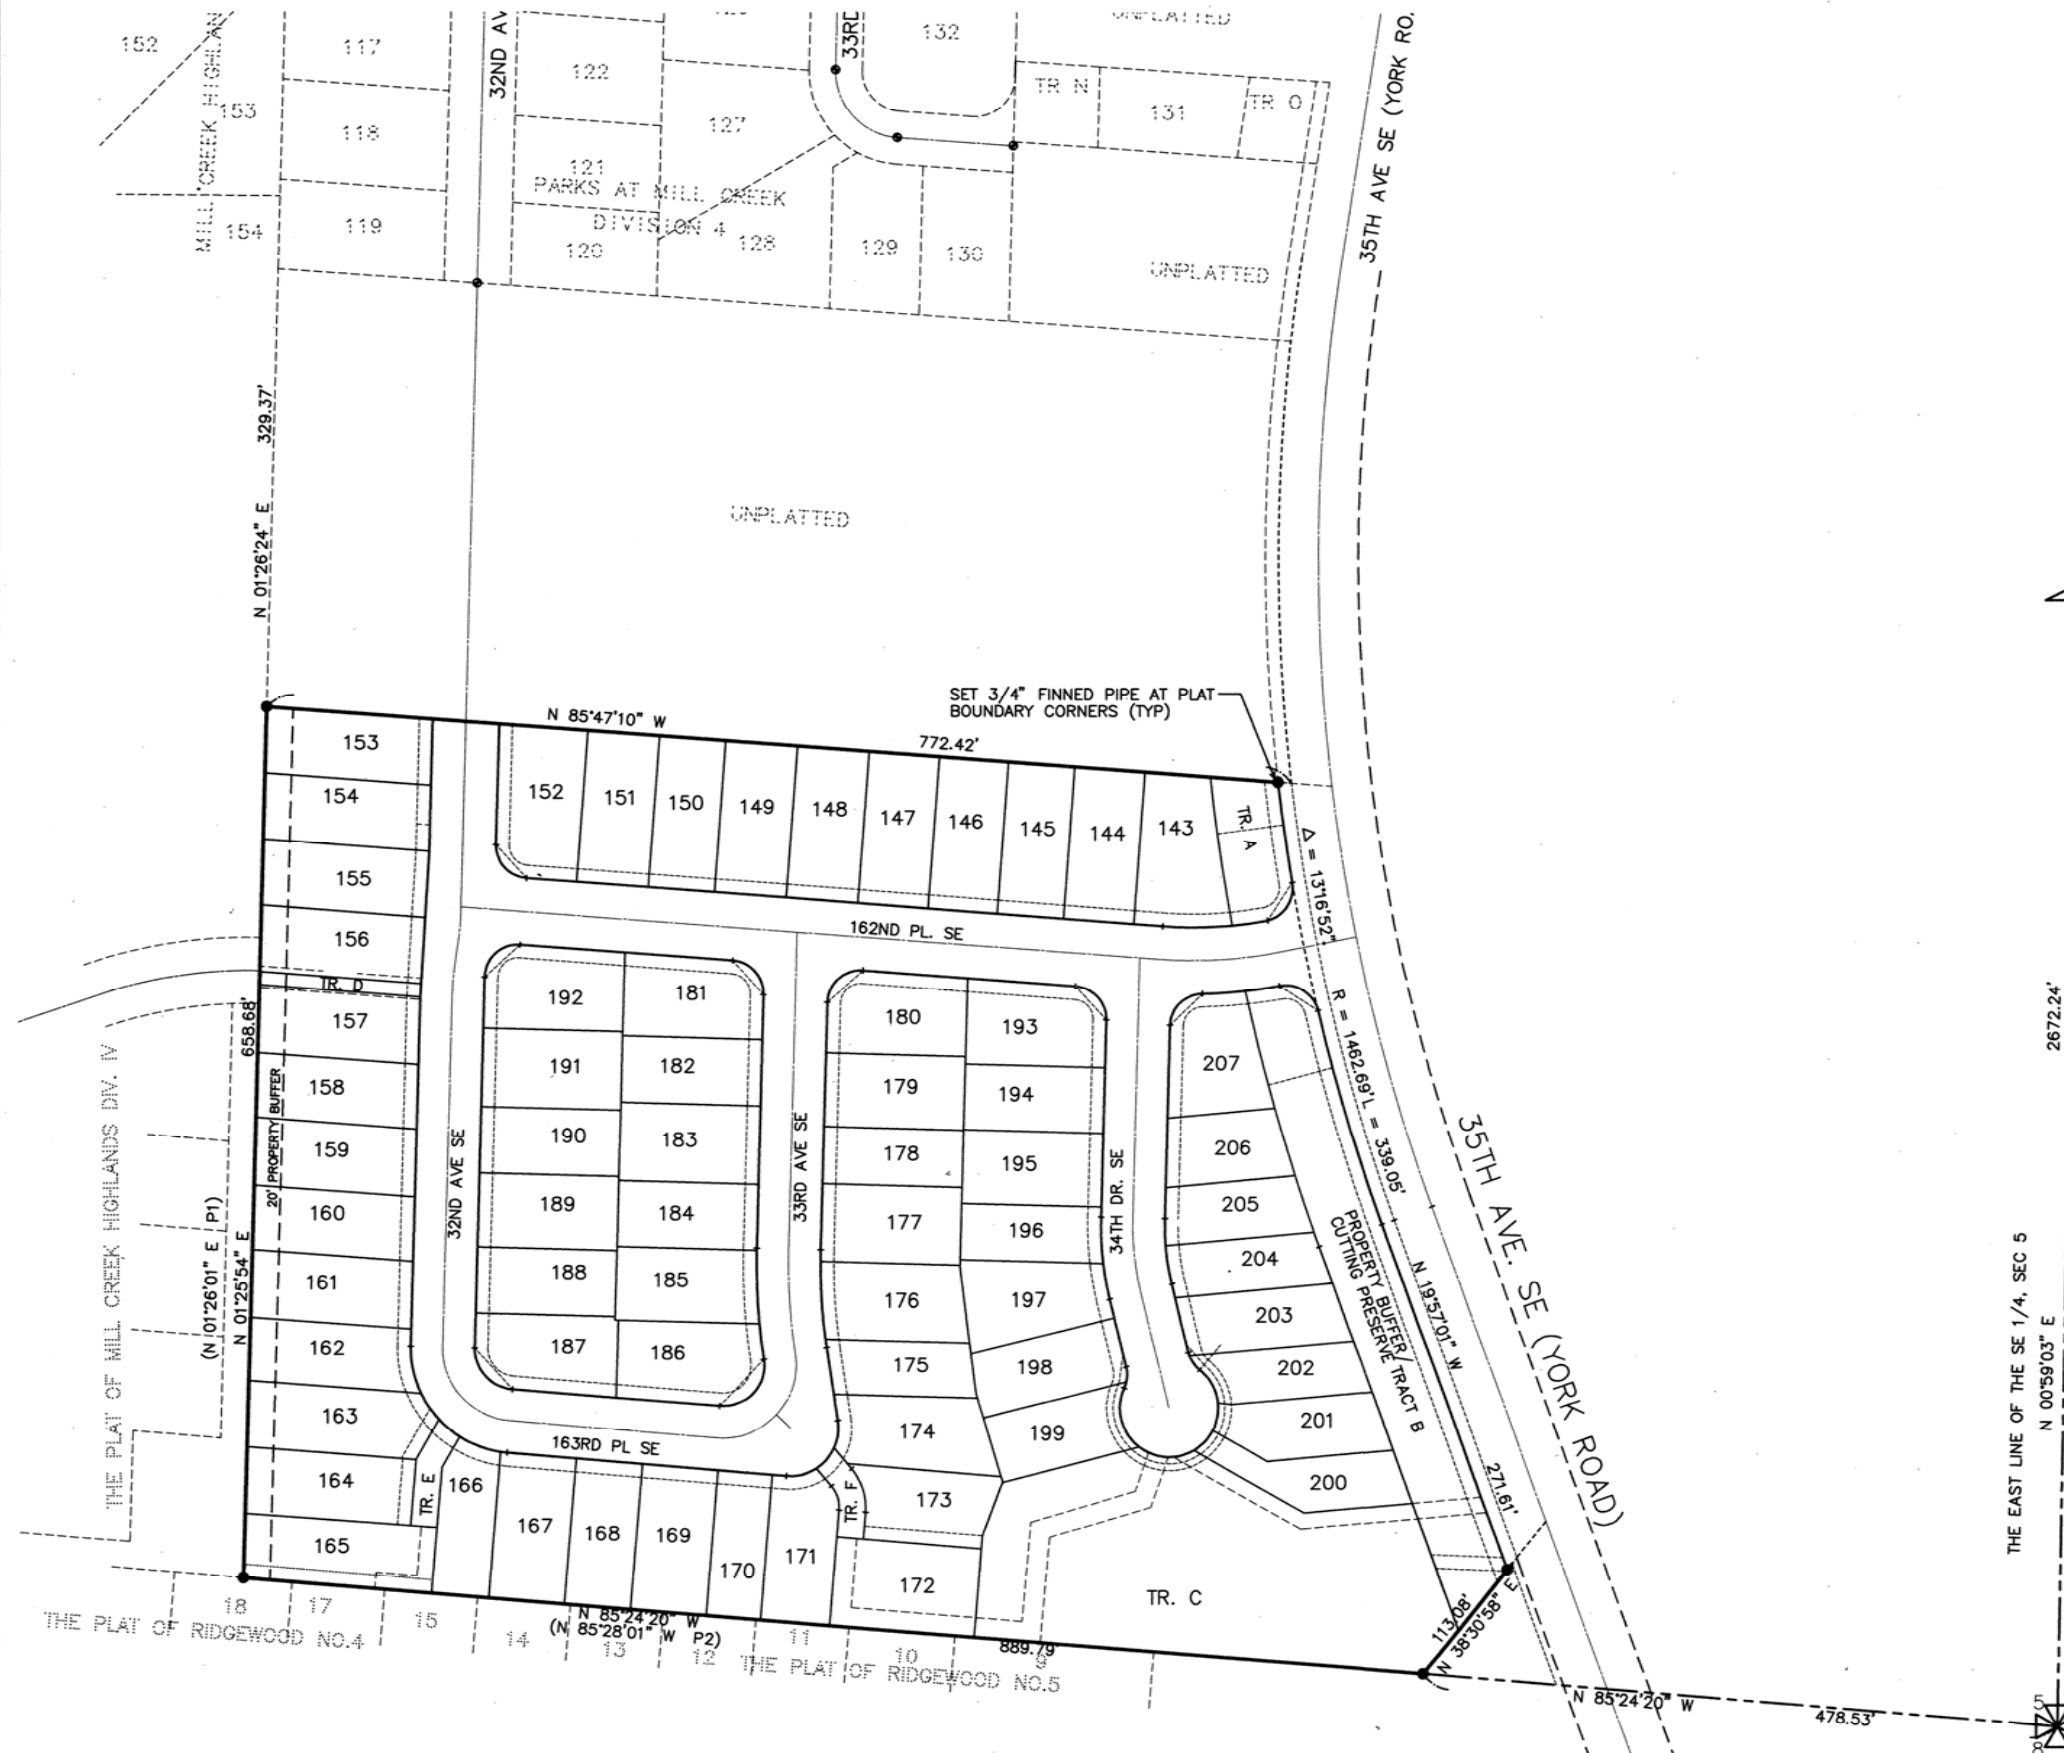 152
117
32ND AV
122
33RD
132
UNPLATTED
35TH AVE SE (YORK RO.
MILL CREEK HIGHLAN
153
118
127
TR N
131
TR O
121
PARKS AT MILL CREEK
DIVISION 4
154
119
120
128
129
130
UNPLATTED
329.37'
N 01°26'24" E
UNPLATTED
SET 3/4" FINNED PIPE AT PLAT
BOUNDARY CORNERS (TYP)
N 85°47'10" W
772.42'
153
154
155
156
TR. D
157
158
159
160
161
162
163
164
165
152
151
150
149
148
147
146
145
144
143
TR. A
Δ = 13°16'52"
R = 1462.69' L = 339.05'
162ND PL. SE
658.68'
20' PROPERTY BUFFER
THE PLAT OF MILL CREEK HIGHLANDS DIV. IV
(N 01°26'01" E P1)
N 01°25'54" E
32ND AVE SE
192
181
191
182
190
183
189
184
188
185
187
186
33RD AVE SE
180
193
179
194
178
195
177
196
176
197
175
198
174
199
173
172
34TH DR. SE
207
206
205
204
203
202
201
200
PROPERTY BUFFER/
CUTTING PRESERVE TRACT B
N 19°57'01" W
271.61'
35TH AVE. SE (YORK ROAD)
163RD PL SE
TR. E
166
167
168
169
170
171
TR. F
TR. C
113.08'
N 38°30'58" E
18
17
15
14
13
12
11
10
9
THE PLAT OF RIDGEWOOD NO.4
N 85°24'20" W
(N 85°28'01" W P2)
889.79'
THE PLAT OF RIDGEWOOD NO.5
N 85°24'20" W
478.53'
2672.24'
THE EAST LINE OF THE SE 1/4, SEC 5
N 00°59'03" E
5
8